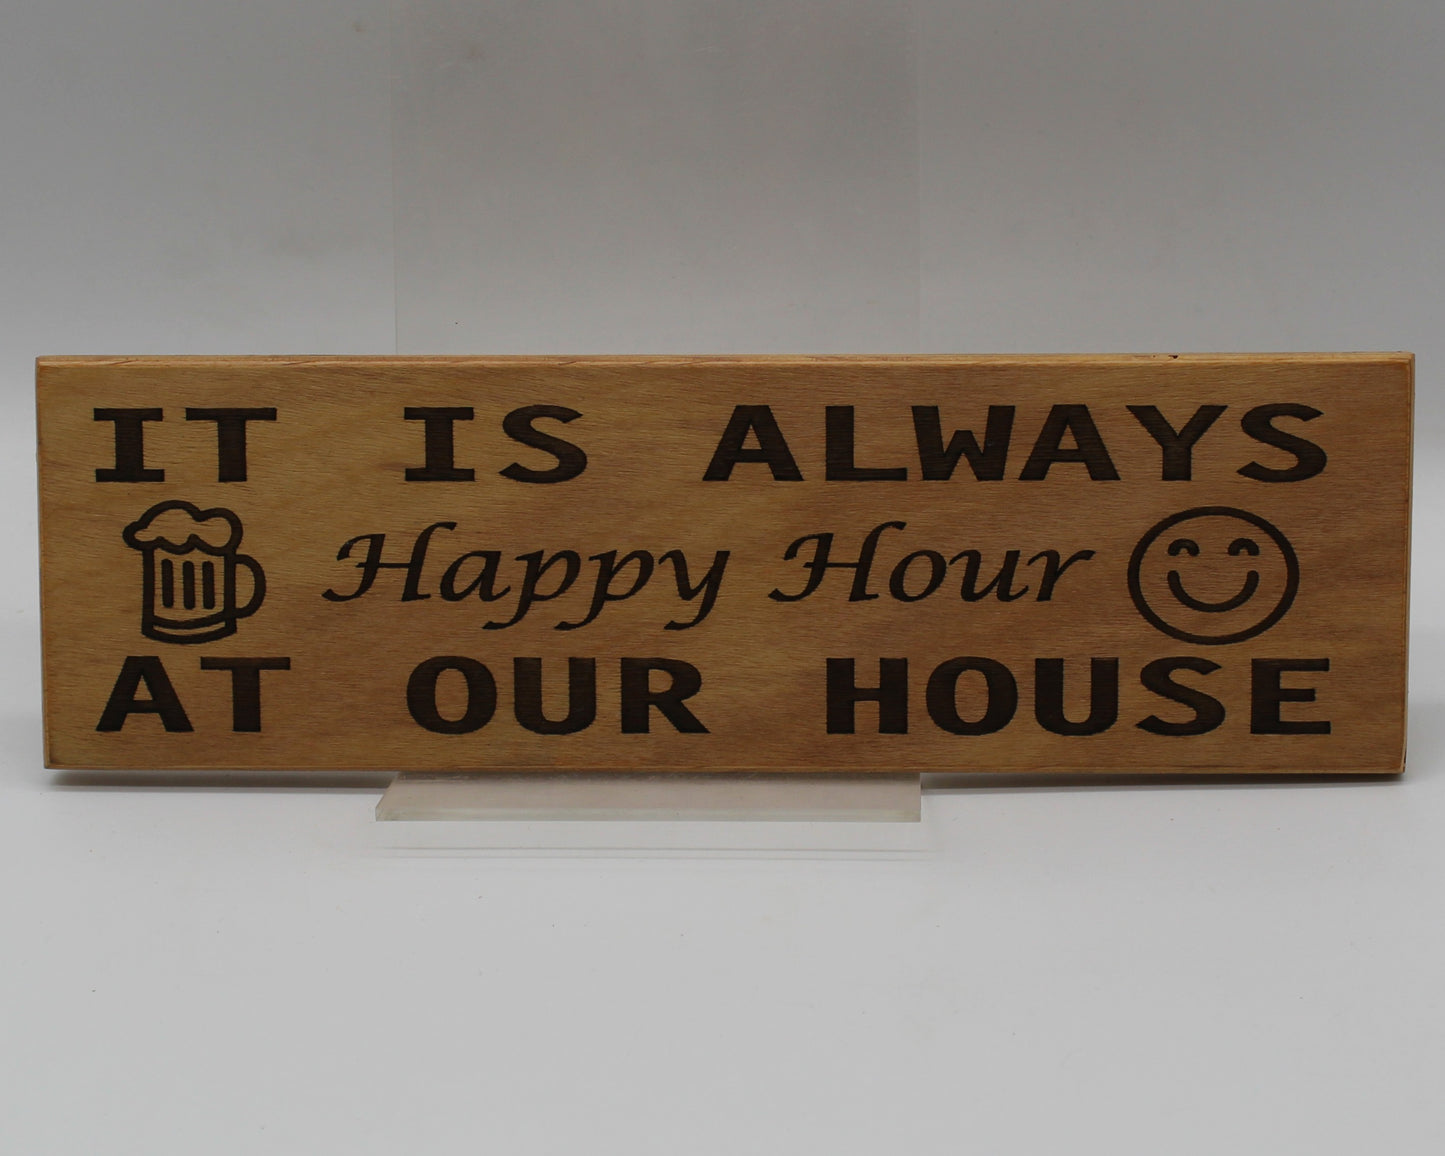 IT IS ALWAYS
Happy Hour
AT OUR HOUSE